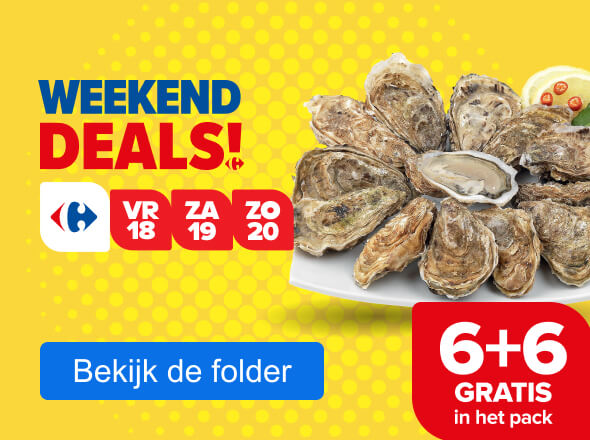 WEEKEND
DEALS!
VR
18
ZA
19
ZO
20
Bekijk de folder
6+6
GRATIS
in het pack